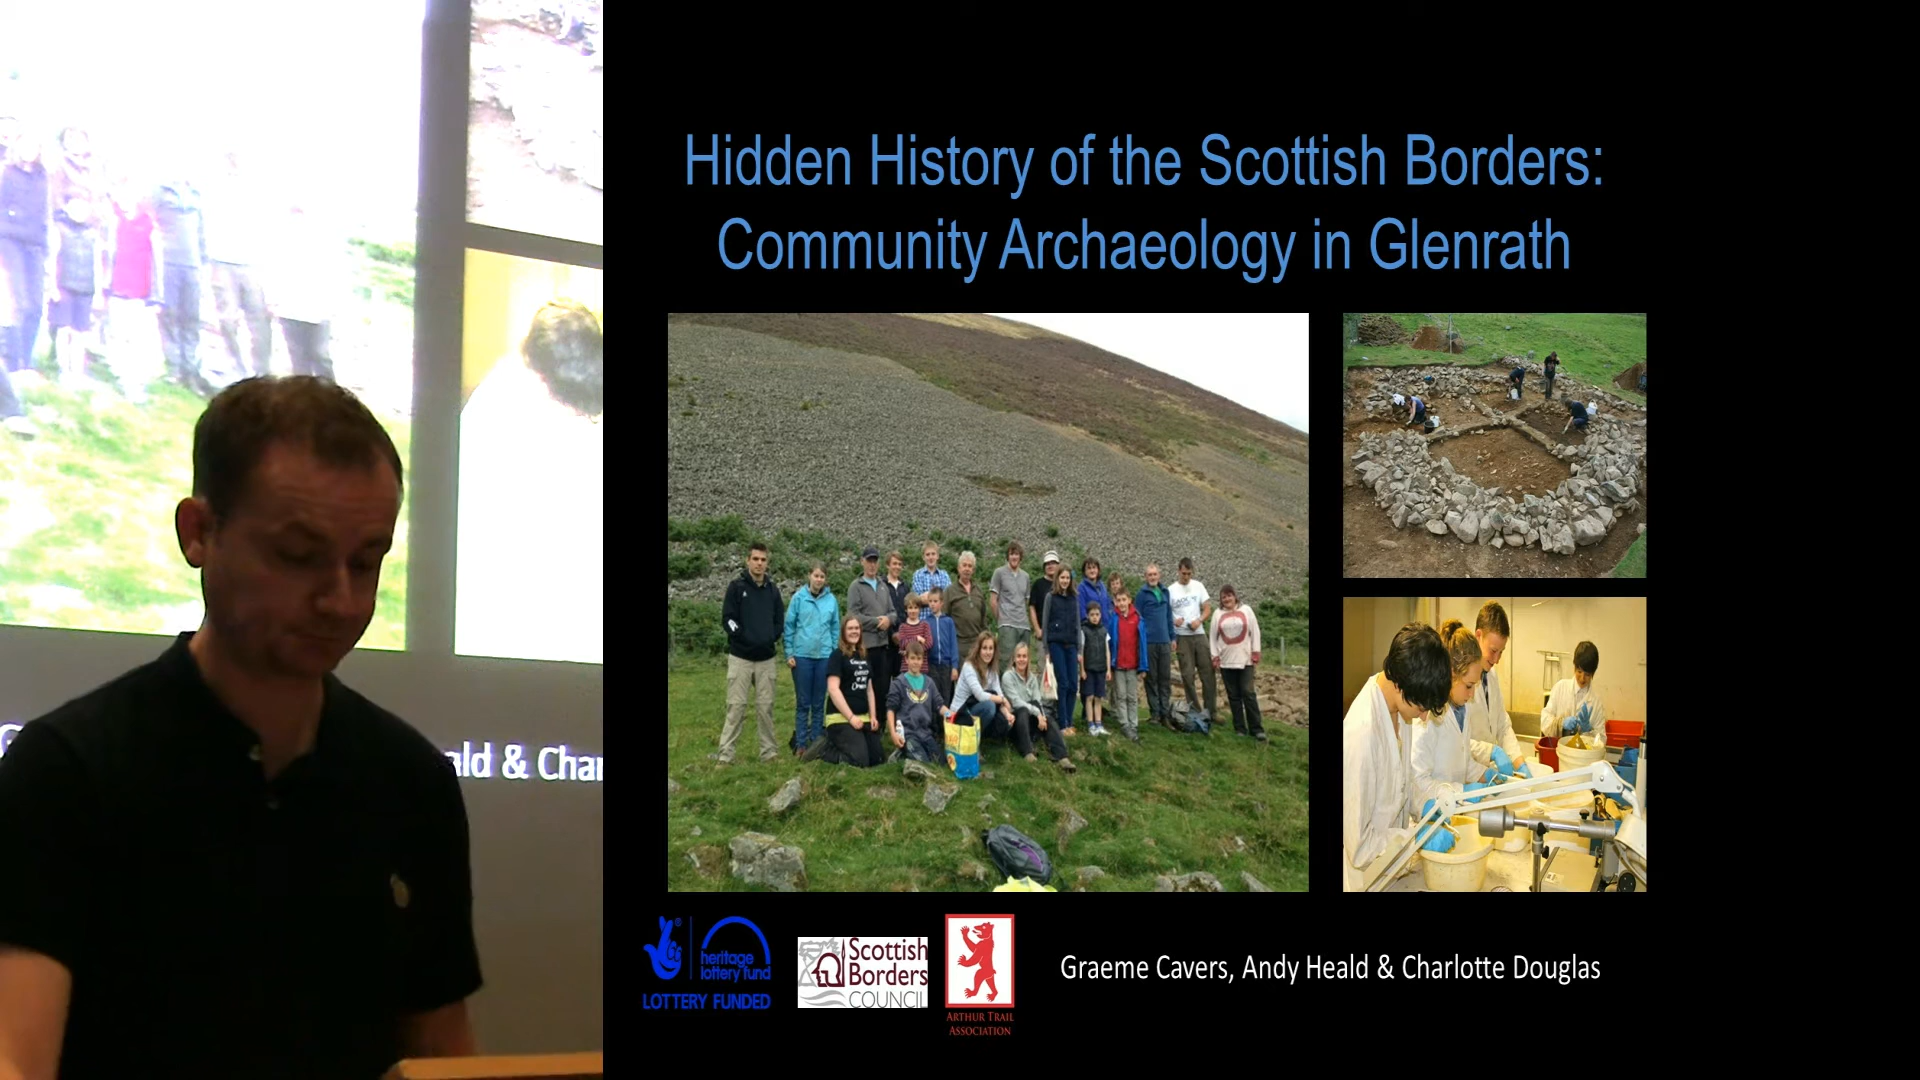 Hidden History of the Scottish Borders:
Community Archaeology in Glenrath
ald & Char
heritage
lottery fund
LOTTERY FUNDED
Scottish
Borders
COUNCIL
ARTHUR TRAIL
ASSOCIATION
Graeme Cavers, Andy Heald & Charlotte Douglas